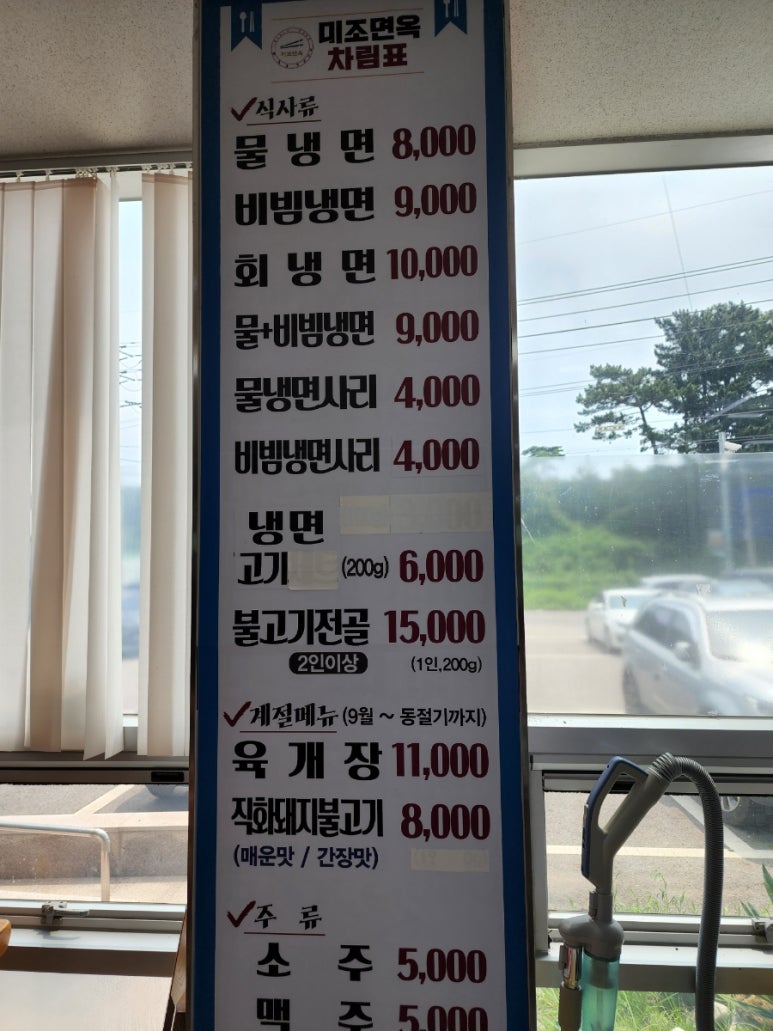 미조면옥
차림표
식사류
물 냉 면 8,000
비빔냉면 9,000
회 냉 면 10,000
물+비빔냉면 9,000
물냉면사리 4,000
비빔냉면사리 4,000
냉면
고기 (200g) 6,000
불고기전골 15,000
2인이상 (1인,200g)
계절메뉴 (9월 ~ 동절기까지)
육 개 장 11,000
직화돼지불고기 8,000
(매운맛 / 간장맛)
주 류
소 주 5,000
맥 주 5,000